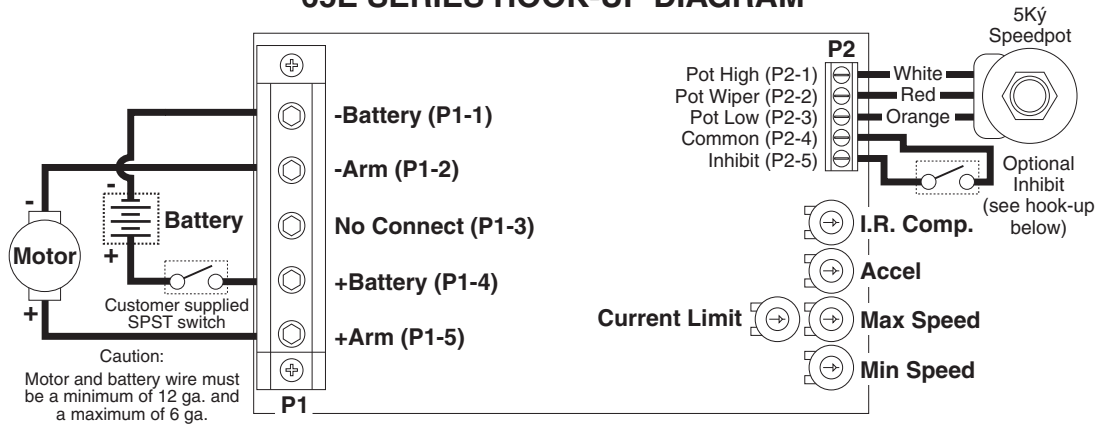 5Ký
Speedpot
P2
Pot High (P2-1)
White
Pot Wiper (P2-2)
Red
Pot Low (P2-3)
Orange
Common (P2-4)
Inhibit (P2-5)
Optional
Inhibit
(see hook-up
below)
-Battery (P1-1)
-Arm (P1-2)
No Connect (P1-3)
+Battery (P1-4)
+Arm (P1-5)
P1
-
Battery
+
-
Motor
+
Customer supplied
SPST switch
Caution:
Motor and battery wire must
be a minimum of 12 ga. and
a maximum of 6 ga.
I.R. Comp.
Accel
Current Limit
Max Speed
Min Speed